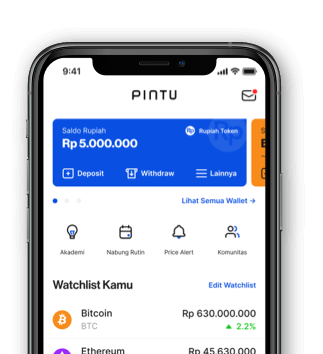 9:41
PINTU
Saldo Rupiah
Rp Rupiah Token
Rp 5.000.000
Deposit
Withdraw
Lainnya
Lihat Semua Wallet →
Akademi
Nabung Rutin
Price Alert
Komunitas
Watchlist Kamu
Edit Watchlist
Bitcoin
Rp 630.000.000
BTC
▲ 2.2%
Ethereum
Rp 45.630.000